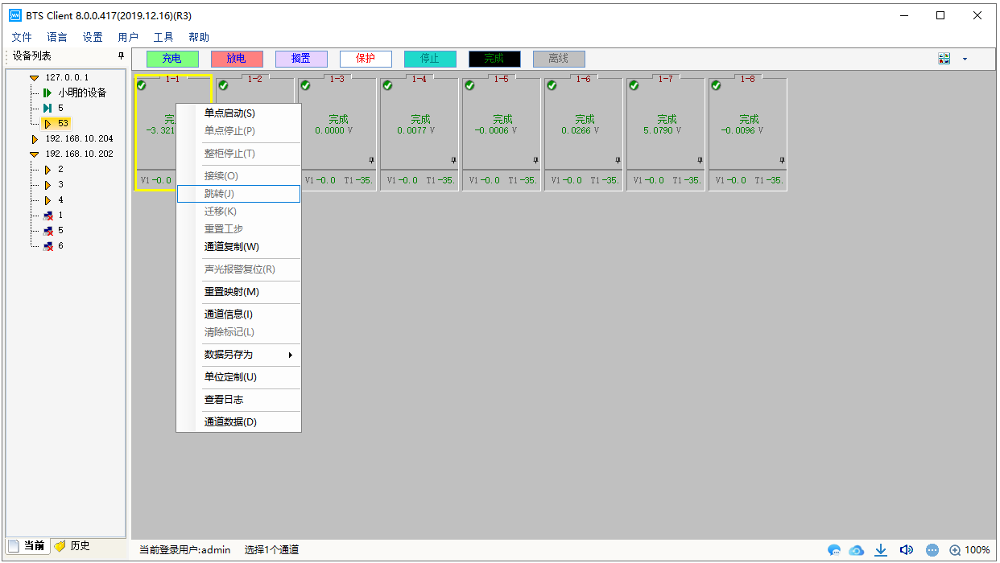 BTS Client 8.0.0.417(2019.12.16)(R3)
文件 语言 设置 用户 工具 帮助
设备列表
充电 放电 搁置 保护 停止 完成 离线
127.0.0.1
小明的设备
5
53
192.168.10.204
192.168.10.202
2
3
4
1
5
6
1-1 1-2 1-3 1-4 1-5 1-6 1-7 1-8
完 完成 完成 完成 完成 完成 完成
-3.321 0.0000 V 0.0077 V -0.0006 V 0.0266 V 5.0790 V -0.0096 V
V1-0.0 V1-0.0 T1-35. V1-0.0 T1-35. V1-0.0 T1-35. V1-0.0 T1-35. V1-0.0 T1-35. V1-0.0 T1-35.
单点启动(S)
单点停止(P)
整柜停止(T)
接续(O)
跳转(J)
迁移(K)
重置工步
通道复制(W)
声光报警复位(R)
重置映射(M)
通道信息(I)
清除标记(L)
数据另存为
单位定制(U)
查看日志
通道数据(D)
当前 历史
当前登录用户:admin 选择1个通道
100%